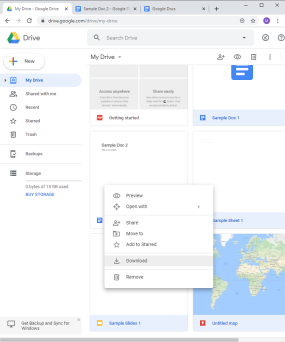 My Drive - Google Drive
Sample Doc 2 - Google D
Google Docs
drive.google.com/drive/my-drive
Drive
Search Drive
New
My Drive
My Drive
Shared with me
Recent
Starred
Trash
Backups
Storage
0 bytes of 15 GB used
BUY STORAGE
Get Backup and Sync for
Windows
Access anywhere
Share easily
Getting started
Sample Doc 1
Sample Doc 2
Preview
Open with
Share
Move to
Add to Starred
Download
Remove
Sample Sheet 1
Sample Slides 1
Untitled map